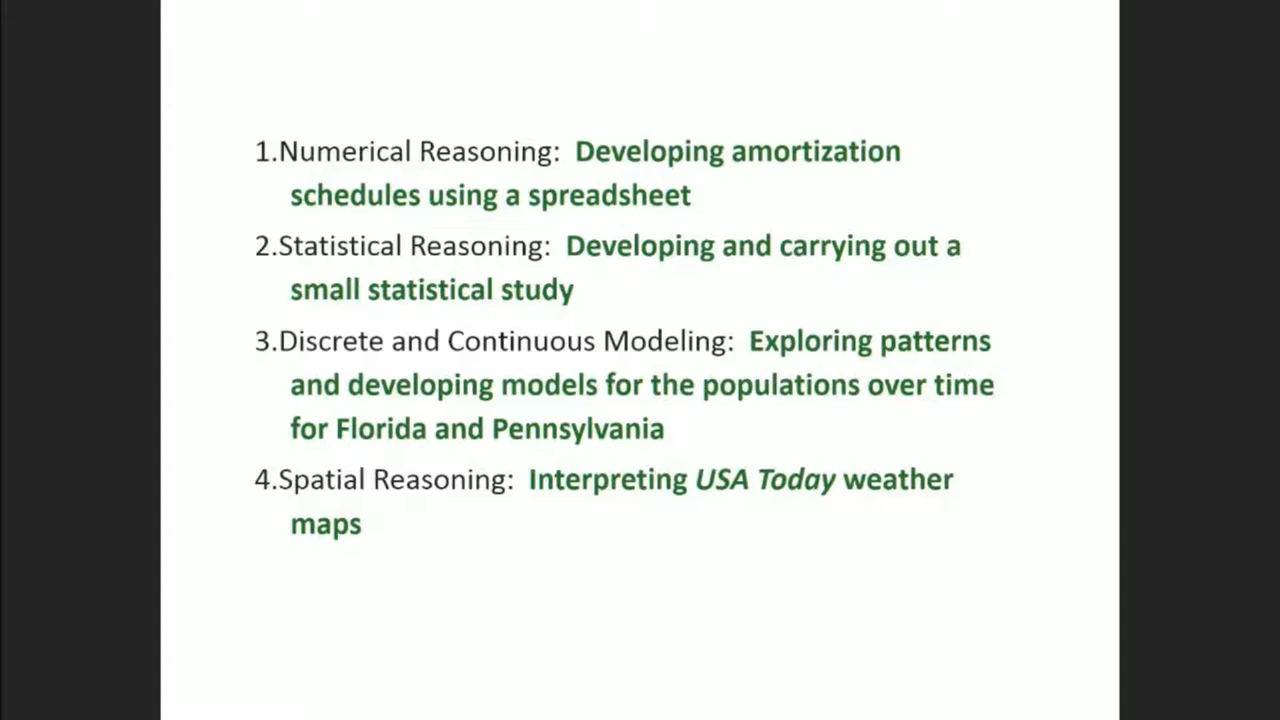 1.Numerical Reasoning: Developing amortization
schedules using a spreadsheet
2.Statistical Reasoning: Developing and carrying out a
small statistical study
3.Discrete and Continuous Modeling: Exploring patterns
and developing models for the populations over time
for Florida and Pennsylvania
4.Spatial Reasoning: Interpreting USA Today weather
maps